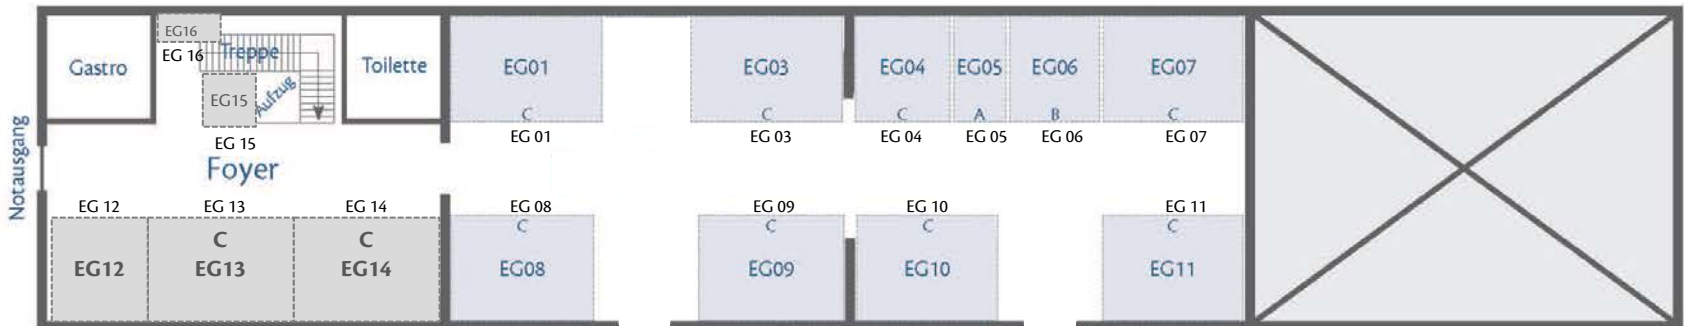 EG16
EG 16
Treppe
Gastro
Toilette
EG15
Aufzug
EG 15
EG01
C
EG 01
EG03
C
EG 03
EG04
C
EG 04
EG05
A
EG 05
EG06
B
EG 06
EG07
C
EG 07
Notausgang
Foyer
EG 12
EG12
EG 13
C
EG13
EG 14
C
EG14
EG 08
C
EG08
EG 09
C
EG09
EG 10
C
EG10
EG 11
C
EG11